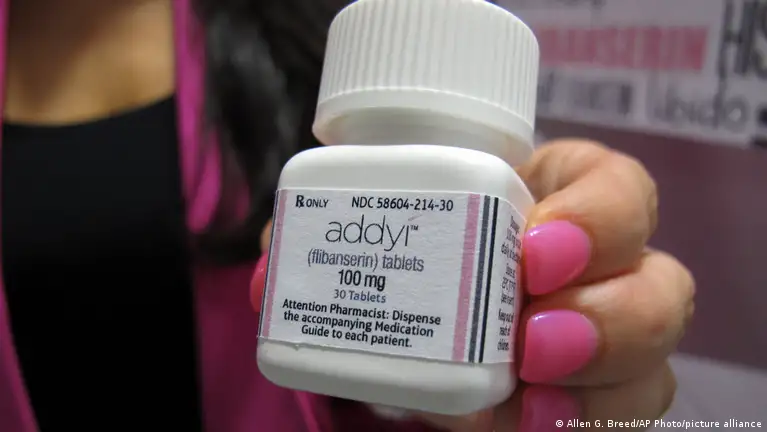 FLIBANSERIN
libido
℞ ONLY NDC 58604-214-30
addyi™
(flibanserin) tablets
100 mg
30 Tablets
Attention Pharmacist: Dispense
the accompanying Medication
Guide to each patient.
© Allen G. Breed/AP Photo/picture alliance